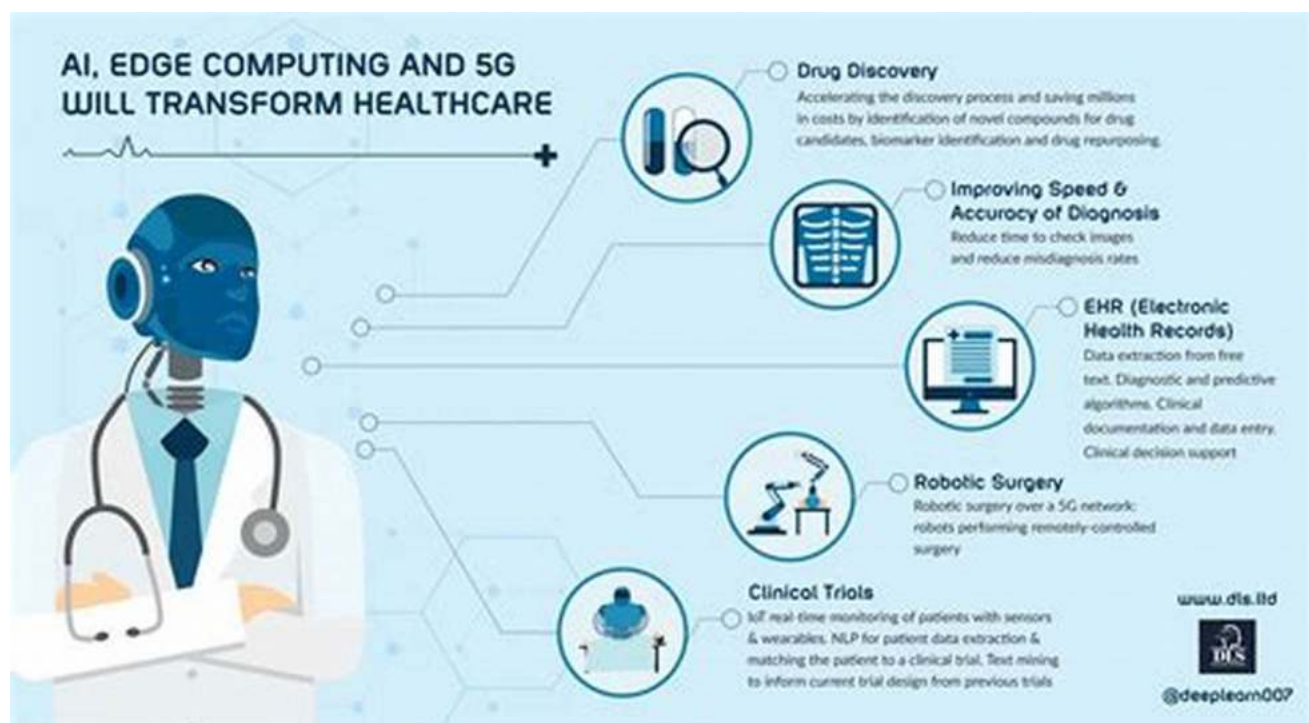 AI, EDGE COMPUTING AND 5G
WILL TRANSFORM HEALTHCARE
Drug Discovery
Accelerating the discovery process and saving millions
in costs by identification of novel compounds for drug
candidates, biomarker identification and drug repurposing.
Improving Speed &
Accuracy of Diagnosis
Reduce time to check images
and reduce misdiagnosis rates
EHR (Electronic
Health Records)
Data extraction from free
text. Diagnostic and predictive
algorithms. Clinical
documentation and data entry.
Clinical decision support
Robotic Surgery
Robotic surgery over a 5G network:
robots performing remotely-controlled
surgery
Clinical Trials
IoT real-time monitoring of patients with sensors
& wearables. NLP for patient data extraction &
matching the patient to a clinical trial. Text mining
to inform current trial design from previous trials
www.dls.ltd
DLS
@deeplearn007